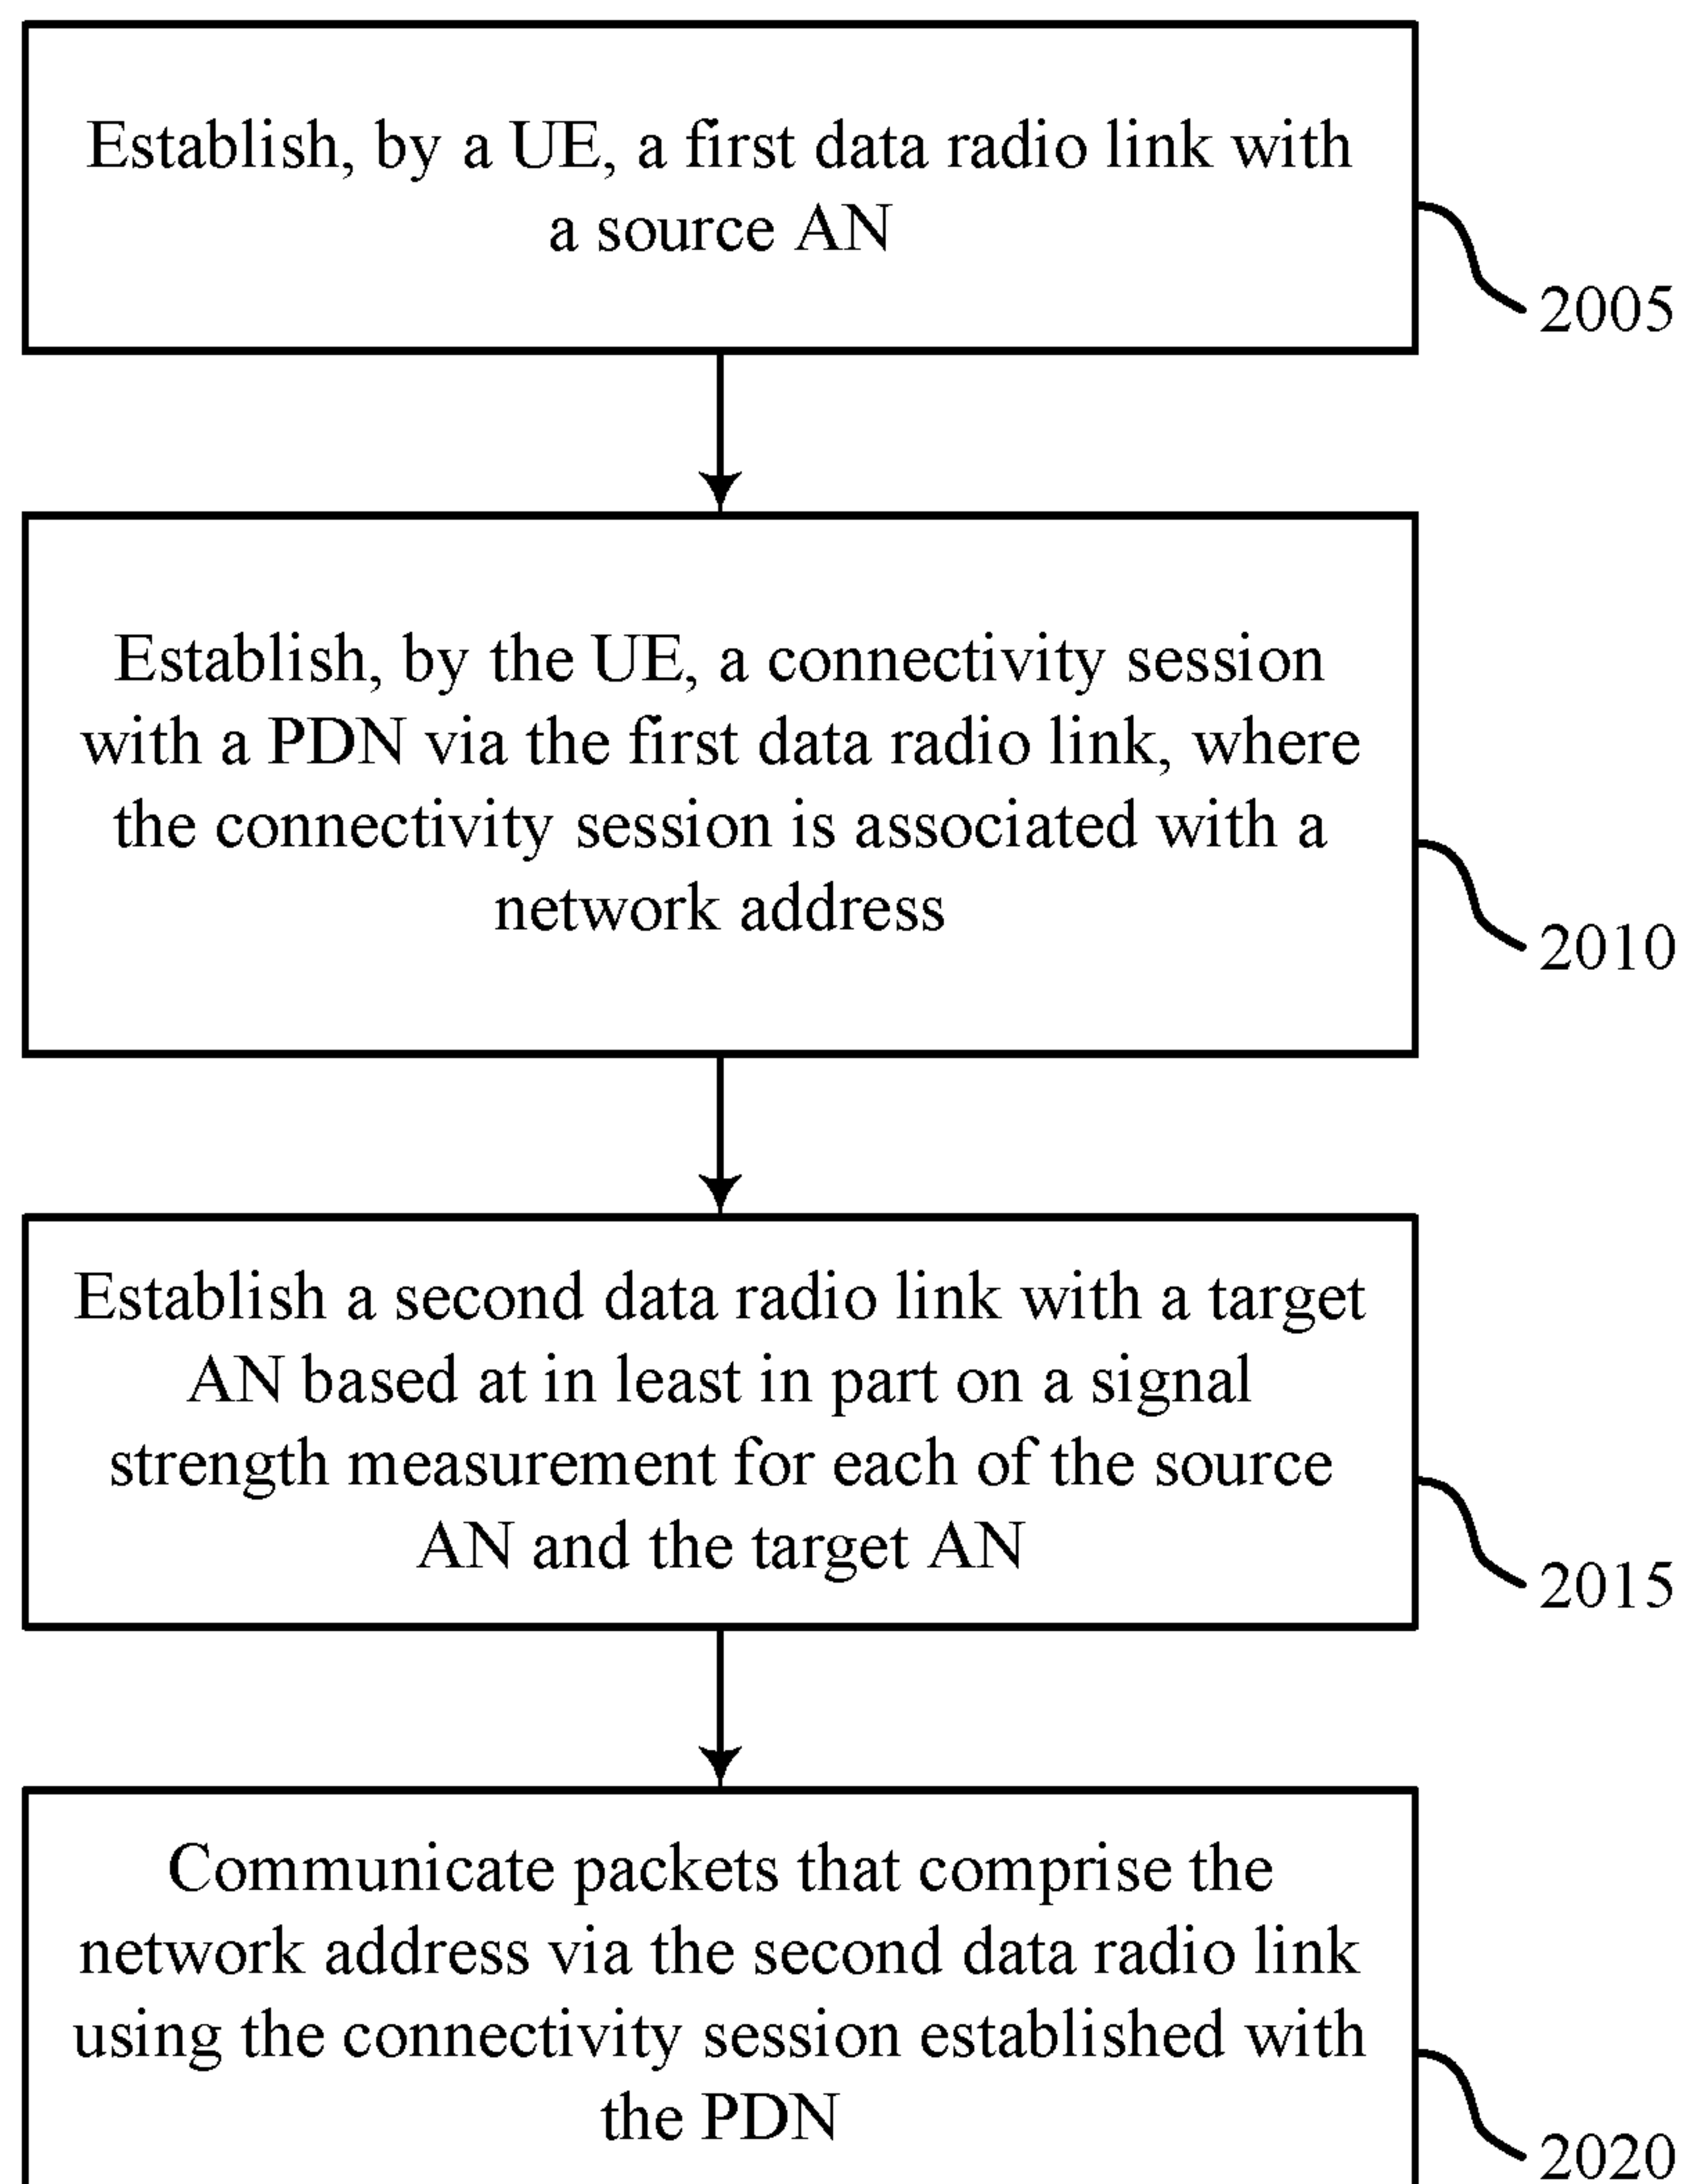 Establish, by a UE, a first data radio link with
a source AN
2005
Establish, by the UE, a connectivity session
with a PDN via the first data radio link, where
the connectivity session is associated with a
network address
2010
Establish a second data radio link with a target
AN based at in least in part on a signal
strength measurement for each of the source
AN and the target AN
2015
Communicate packets that comprise the
network address via the second data radio link
using the connectivity session established with
the PDN
2020